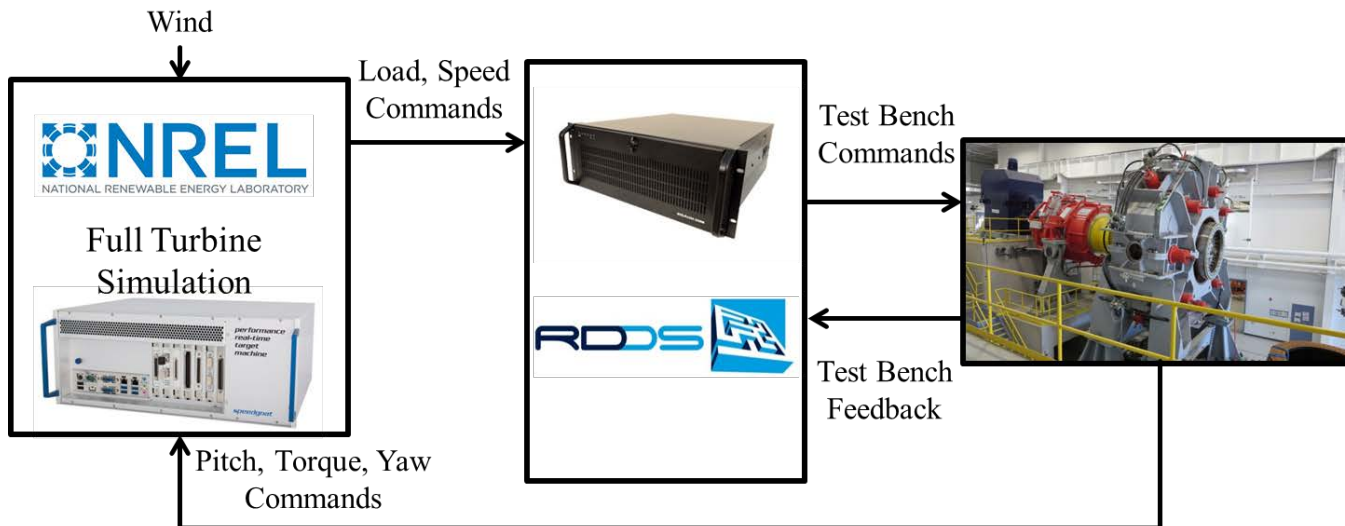 Wind
Load, Speed
Commands
NREL
NATIONAL RENEWABLE ENERGY LABORATORY
Full Turbine
Simulation
performance
real-time
target
machine
speedgoat
RDDS
Test Bench
Commands
Test Bench
Feedback
Pitch, Torque, Yaw
Commands